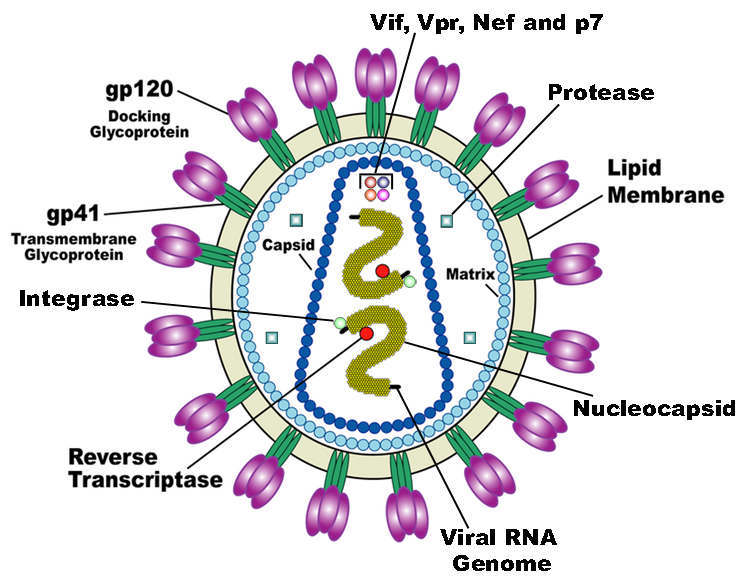 Vif, Vpr, Nef and p7
gp120
Docking
Glycoprotein
Protease
Lipid
Membrane
gp41
Transmembrane
Glycoprotein
Capsid
Matrix
Integrase
Nucleocapsid
Reverse
Transcriptase
Viral RNA
Genome